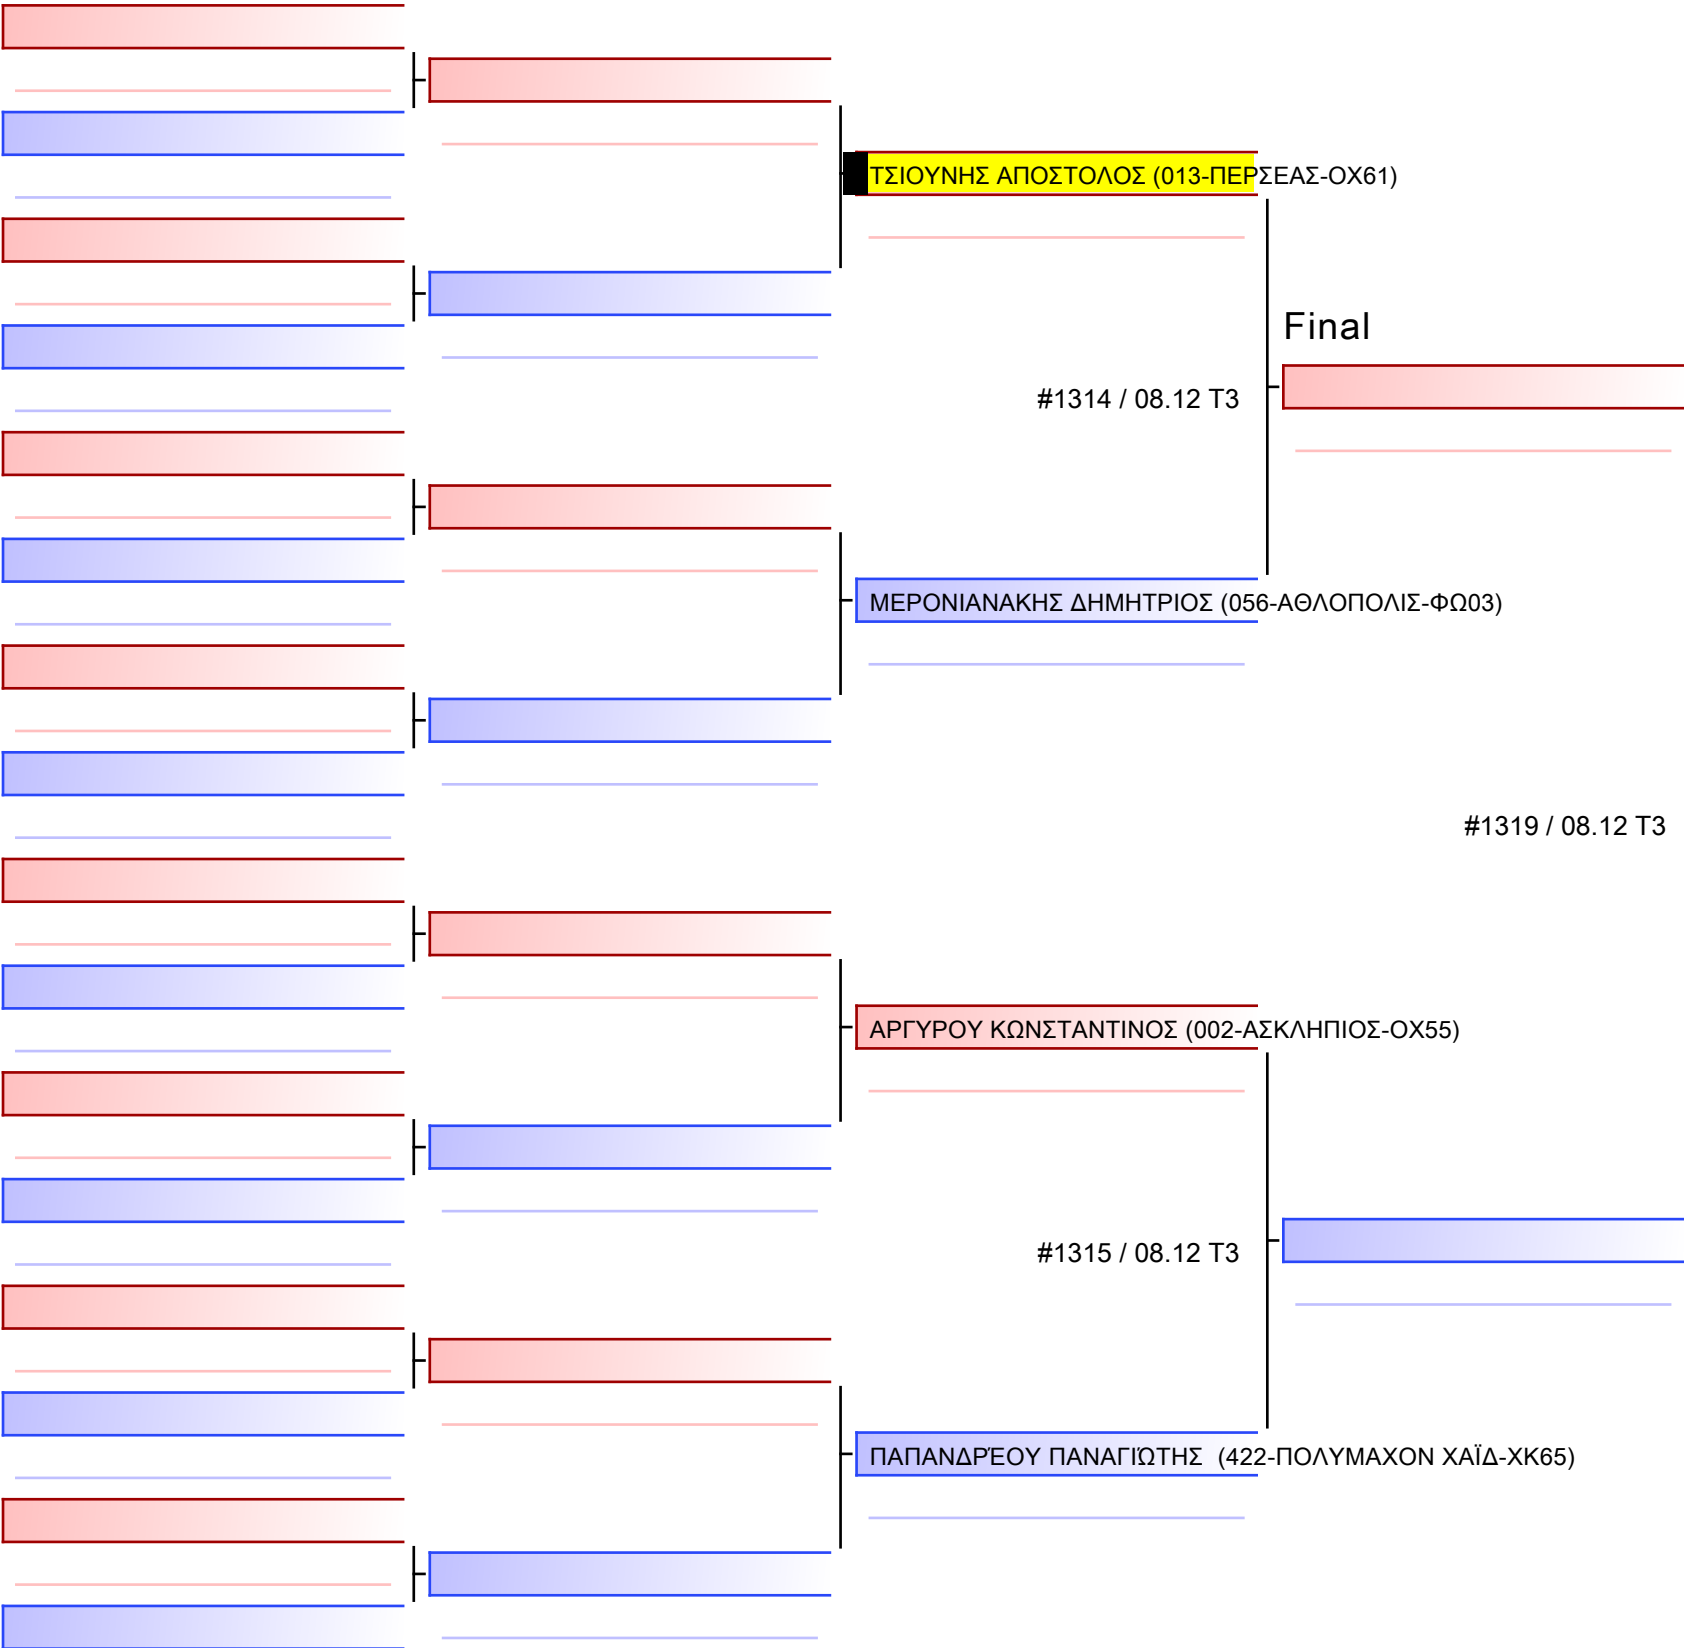 ΤΣΙΟΥΝΗΣ ΑΠΟΣΤΟΛΟΣ (013-ΠΕΡΣΕΑΣ-ΟΧ61)
Final
#1314 / 08.12 T3
ΜΕΡΟΝΙΑΝΑΚΗΣ ΔΗΜΗΤΡΙΟΣ (056-ΑΘΛΟΠΟΛΙΣ-ΦΩ03)
#1319 / 08.12 T3
ΑΡΓΥΡΟΥ ΚΩΝΣΤΑΝΤΙΝΟΣ (002-ΑΣΚΛΗΠΙΟΣ-ΟΧ55)
#1315 / 08.12 T3
ΠΑΠΑΝΔΡΈΟΥ ΠΑΝΑΓΙΏΤΗΣ (422-ΠΟΛΥΜΑΧΟΝ ΧΑΪΔ-ΧΚ65)